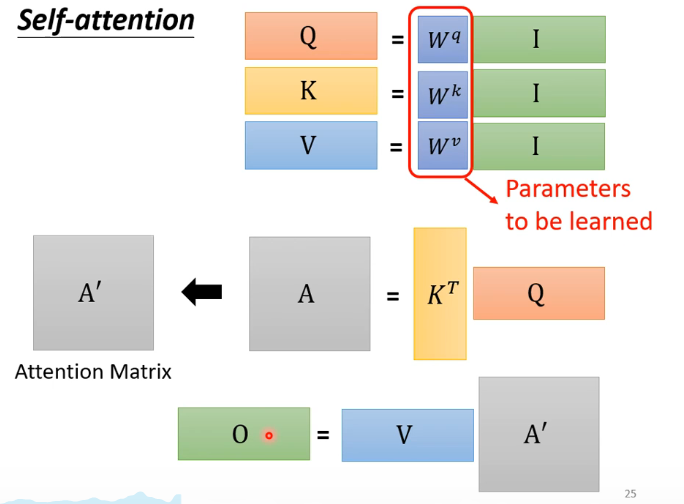 Self-attention
Q = W^q I
K = W^k I
V = W^v I
Parameters
to be learned
A′ A = K^T Q
Attention Matrix
O = V A′
25